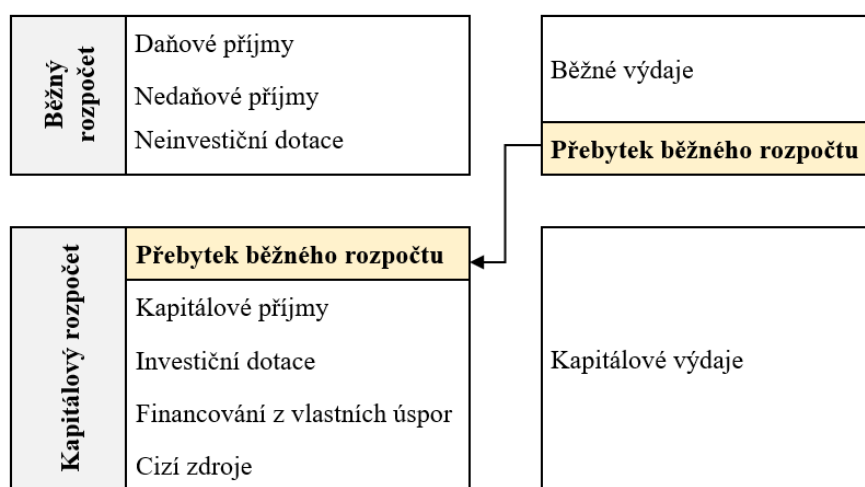 Běžný
rozpočet
Daňové příjmy
Nedaňové příjmy
Neinvestiční dotace
Běžné výdaje
Přebytek běžného rozpočtu
Kapitálový rozpočet
Přebytek běžného rozpočtu
Kapitálové příjmy
Investiční dotace
Financování z vlastních úspor
Cizí zdroje
Kapitálové výdaje